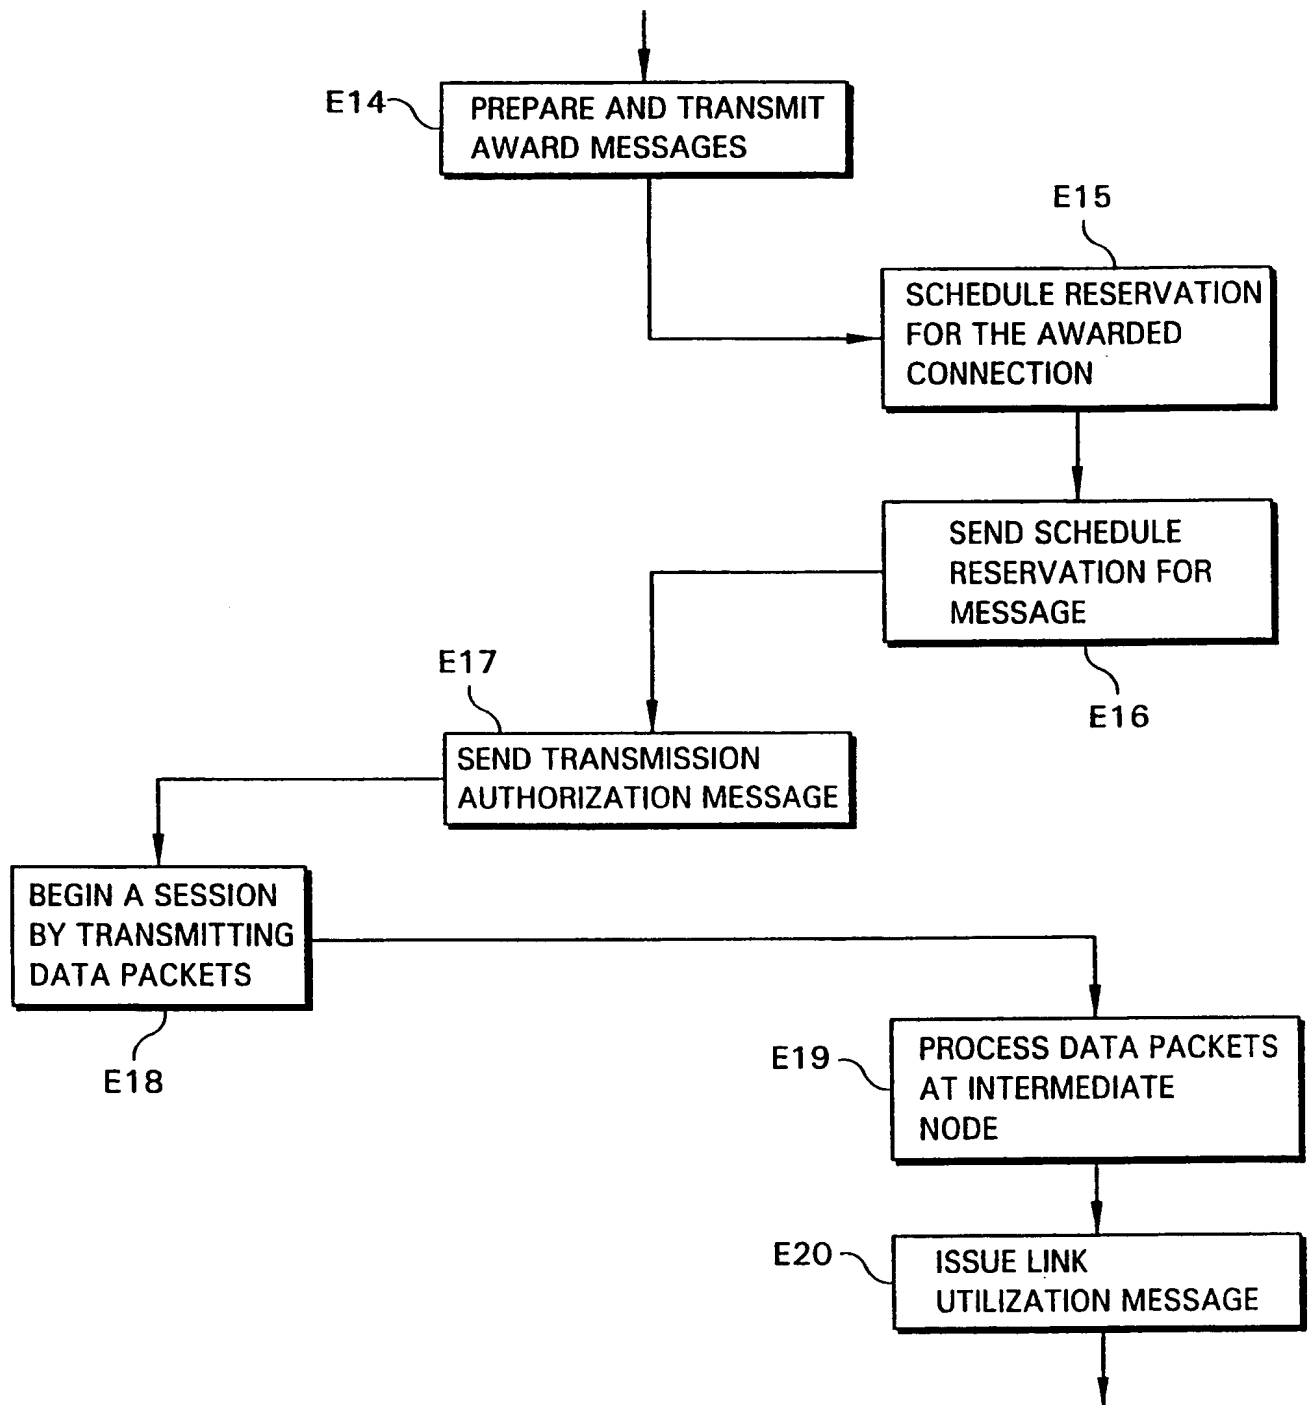 E14
PREPARE AND TRANSMIT
AWARD MESSAGES
E15
SCHEDULE RESERVATION
FOR THE AWARDED
CONNECTION
SEND SCHEDULE
RESERVATION FOR
MESSAGE
E16
E17
SEND TRANSMISSION
AUTHORIZATION MESSAGE
BEGIN A SESSION
BY TRANSMITTING
DATA PACKETS
E18
E19
PROCESS DATA PACKETS
AT INTERMEDIATE
NODE
E20
ISSUE LINK
UTILIZATION MESSAGE